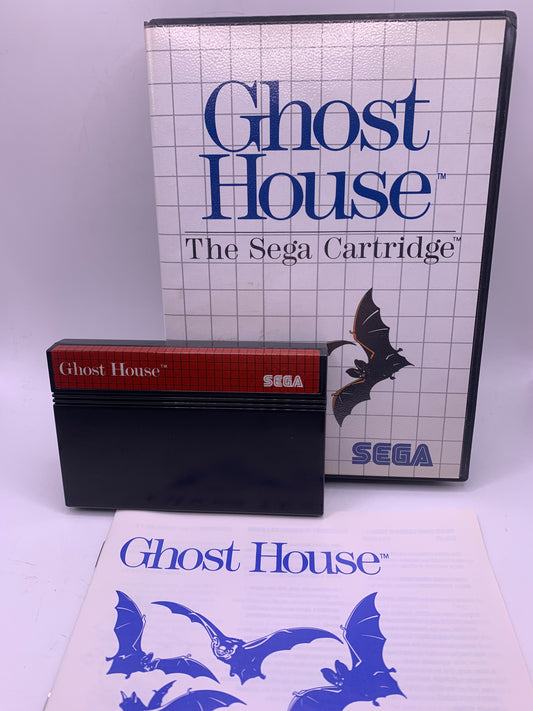 Ghost
House™
The Sega Cartridge™
SEGA
Ghost House™
SEGA
Ghost House™